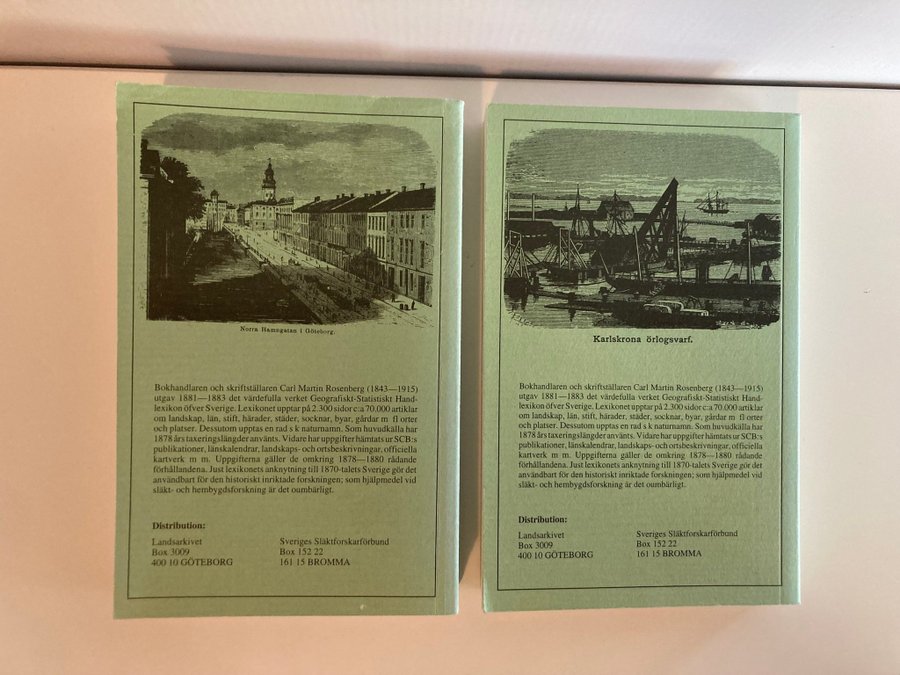 Norra Hamngatan i Göteborg.
Bokhandlaren och skriftställaren Carl Martin Rosenberg (1843—1915)
utgav 1881—1883 det värdefulla verket Geografiskt-Statistiskt Hand-
lexikon öfver Sverige. Lexikonet upptar på 2.300 sidor c:a 70.000 artiklar
om landskap, län, stift, härader, städer, socknar, byar, gårdar m fl orter
och platser. Dessutom upptas en rad s k naturnamn. Som huvudkälla har
1878 års taxeringslängder använts. Vidare har uppgifter hämtats ur SCB:s
publikationer, länskalendrar, landskaps- och ortsbeskrivningar, officiella
kartverk m m. Uppgifterna gäller de omkring 1878—1880 rådande
förhållandena. Just lexikonets anknytning till 1870-talets Sverige gör det
användbart för den historiskt inriktade forskningen; som hjälpmedel vid
släkt- och hembygdsforskning är det oumbärligt.
Distribution:
Landsarkivet
Box 3009
400 10 GÖTEBORG
Sveriges Släktforskarförbund
Box 152 22
161 15 BROMMA
Karlskrona örlogsvarf.
Bokhandlaren och skriftställaren Carl Martin Rosenberg (1843—1915)
utgav 1881—1883 det värdefulla verket Geografiskt-Statistiskt Hand-
lexikon öfver Sverige. Lexikonet upptar på 2.300 sidor c:a 70.000 artiklar
om landskap, län, stift, härader, städer, socknar, byar, gårdar m fl orter
och platser. Dessutom upptas en rad s k naturnamn. Som huvudkälla har
1878 års taxeringslängder använts. Vidare har uppgifter hämtats ur SCB:s
publikationer, länskalendrar, landskaps- och ortsbeskrivningar, officiella
kartverk m m. Uppgifterna gäller de omkring 1878—1880 rådande
förhållandena. Just lexikonets anknytning till 1870-talets Sverige gör det
användbart för den historiskt inriktade forskningen; som hjälpmedel vid
släkt- och hembygdsforskning är det oumbärligt.
Distribution:
Landsarkivet
Box 3009
400 10 GÖTEBORG
Sveriges Släktforskarförbund
Box 152 22
161 15 BROMMA